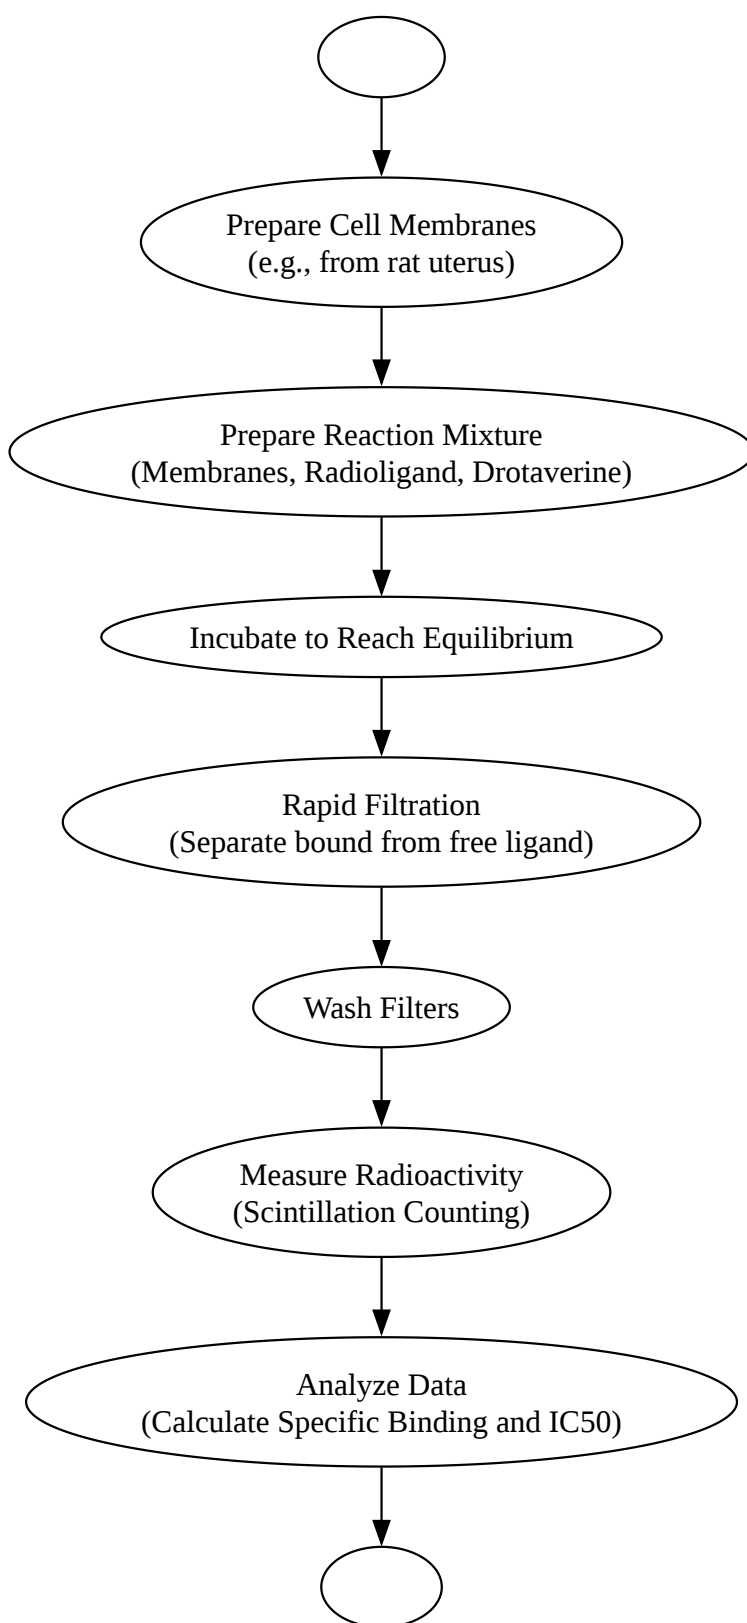 Prepare Cell Membranes
(e.g., from rat uterus)
Prepare Reaction Mixture
(Membranes, Radioligand, Drotaverine)
Incubate to Reach Equilibrium
Rapid Filtration
(Separate bound from free ligand)
Wash Filters
Measure Radioactivity
(Scintillation Counting)
Analyze Data
(Calculate Specific Binding and IC50)